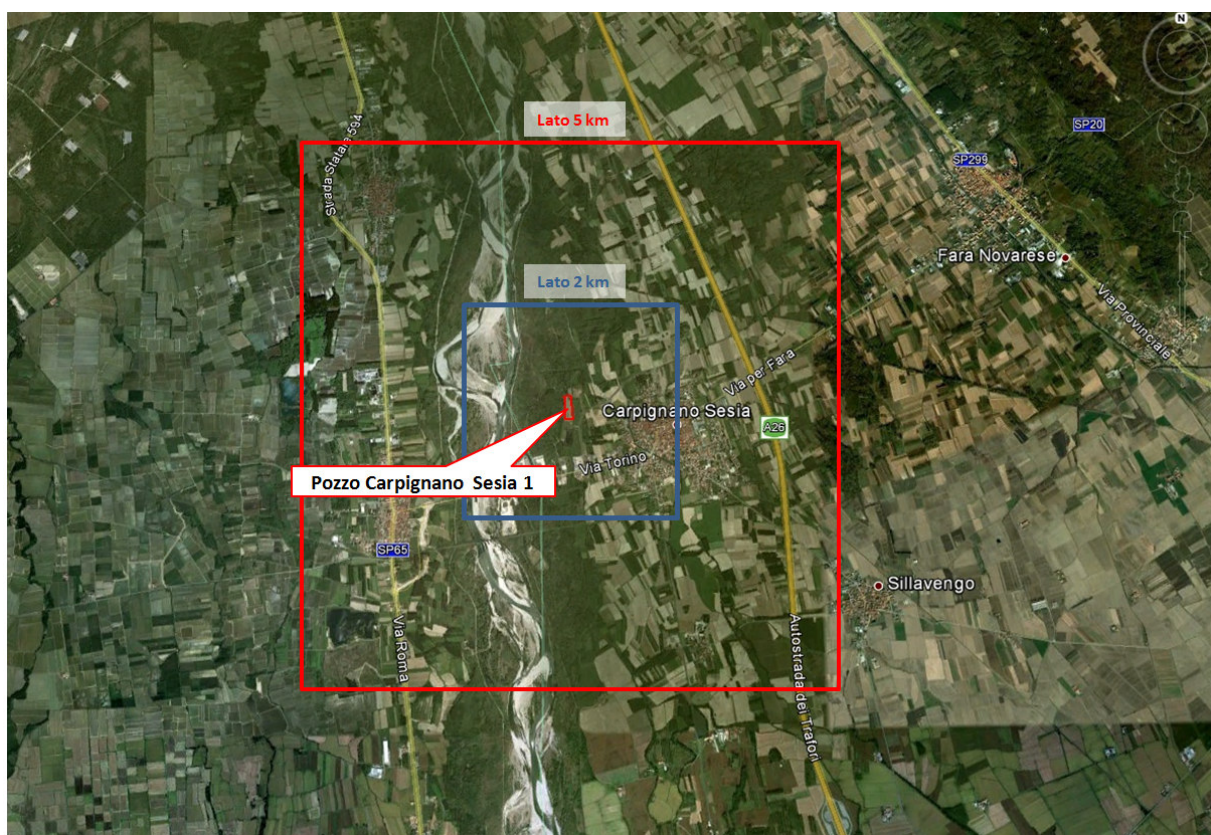 N
Lato 5 km
SP20
Strada Statale 594
SP299
Fara Novarese
Lato 2 km
Via Provinciale
Via per Fara
Carpignano Sesia
A26
Via Torino
Pozzo Carpignano Sesia 1
SP65
Sillavengo
Via Roma
Autostrada dei Trafori